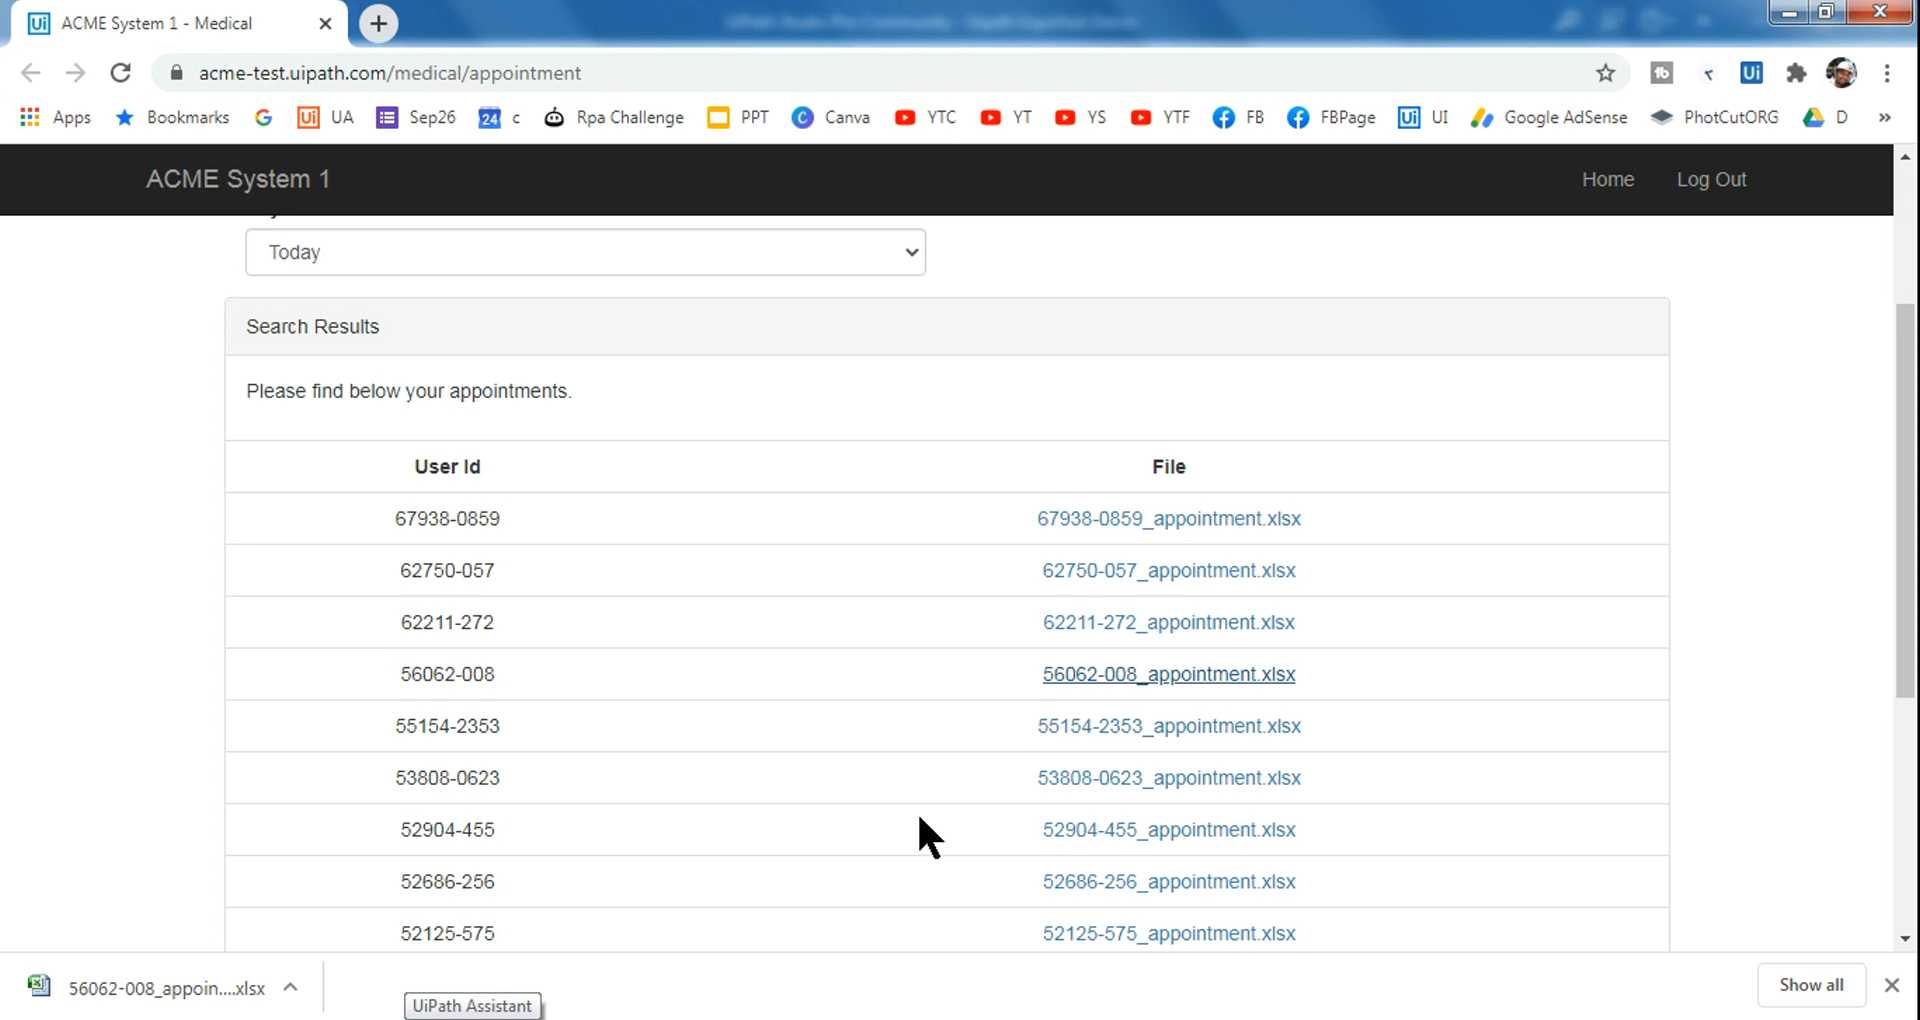 ACME System 1 - Medical
acme-test.uipath.com/medical/appointment
Apps Bookmarks UA Sep26 24 c Rpa Challenge PPT Canva YTC YT YS YTF FB FBPage Ui UI Google AdSense PhotCutORG D »
ACME System 1 Home Log Out
Today
Search Results
Please find below your appointments.
User Id File
67938-0859 67938-0859_appointment.xlsx
62750-057 62750-057_appointment.xlsx
62211-272 62211-272_appointment.xlsx
56062-008 56062-008_appointment.xlsx
55154-2353 55154-2353_appointment.xlsx
53808-0623 53808-0623_appointment.xlsx
52904-455 52904-455_appointment.xlsx
52686-256 52686-256_appointment.xlsx
52125-575 52125-575_appointment.xlsx
56062-008_appoin....xlsx Show all
UiPath Assistant